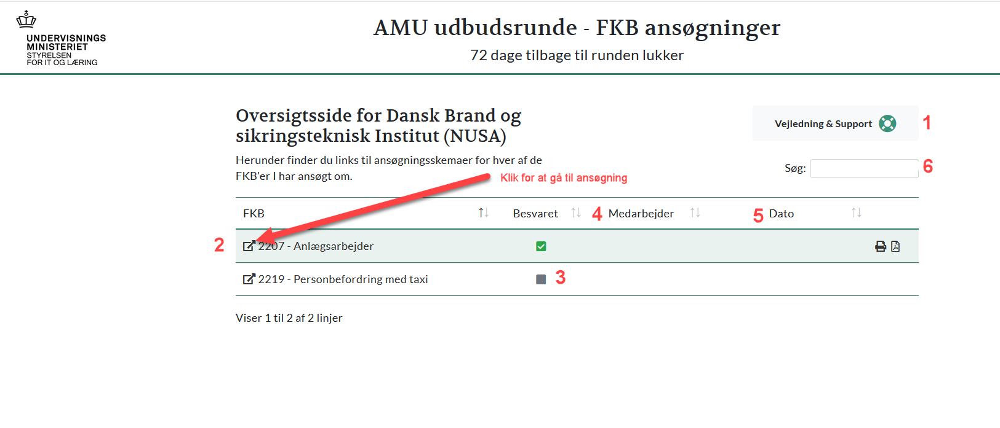 UNDERVISNINGS
MINISTERIET
STYRELSEN
FOR IT OG LÆRING
AMU udbudsrunde - FKB ansøgninger
72 dage tilbage til runden lukker
Oversigtsside for Dansk Brand og
sikringsteknisk Institut (NUSA)
Vejledning & Support 1
Herunder finder du links til ansøgningsskemaer for hver af de
FKB'er I har ansøgt om.
Søg: 6
Klik for at gå til ansøgning
FKB Besvaret 4 Medarbejder 5 Dato
2 2207 - Anlægsarbejder
2219 - Personbefordring med taxi 3
Viser 1 til 2 af 2 linjer